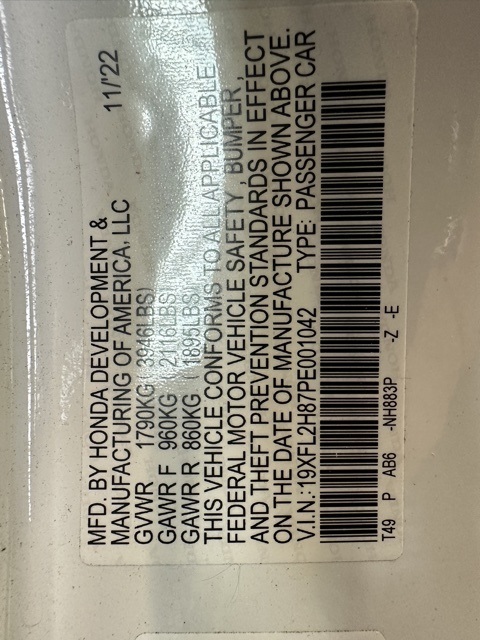 11/'22
MFD. BY HONDA DEVELOPMENT &
MANUFACTURING OF AMERICA, LLC
GVWR 1790KG( 3946LBS)
GAWR F 960KG( 2116LBS)
GAWR R 860KG ( 1895LBS)
THIS VEHICLE CONFORMS TO ALL APPLICABLE
FEDERAL MOTOR VEHICLE SAFETY , BUMPER ,
AND THEFT PREVENTION STANDARDS IN EFFECT
ON THE DATE OF MANUFACTURE SHOWN ABOVE.
V.I.N.: 19XFL2H87PE001042 TYPE: PASSENGER CAR
T49 P AB6 -NH883P -Z -E